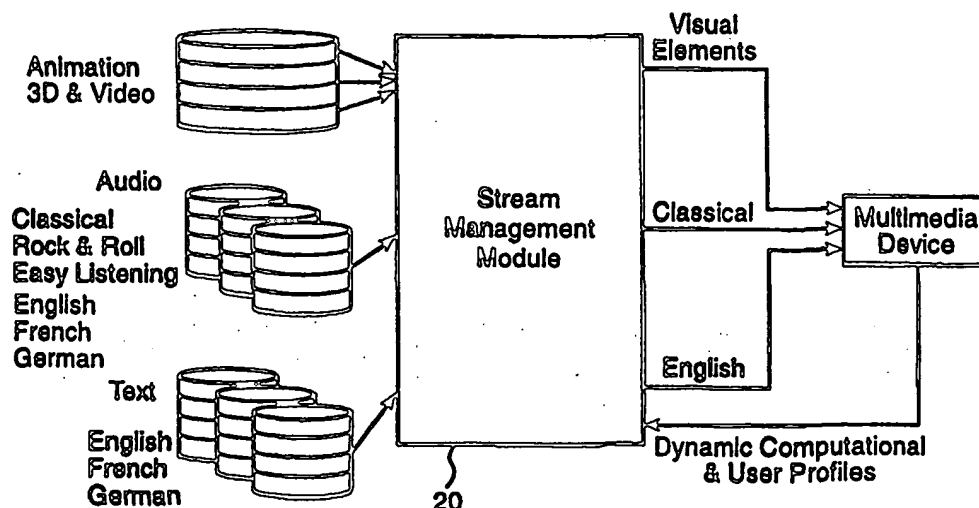 Animation
3D & Video
Audio
Classical
Rock & Roll
Easy Listening
English
French
German
Text
English
French
German
Stream
Management
Module
20
Visual
Elements
Classical
English
Multimedia
Device
Dynamic Computational
& User Profiles